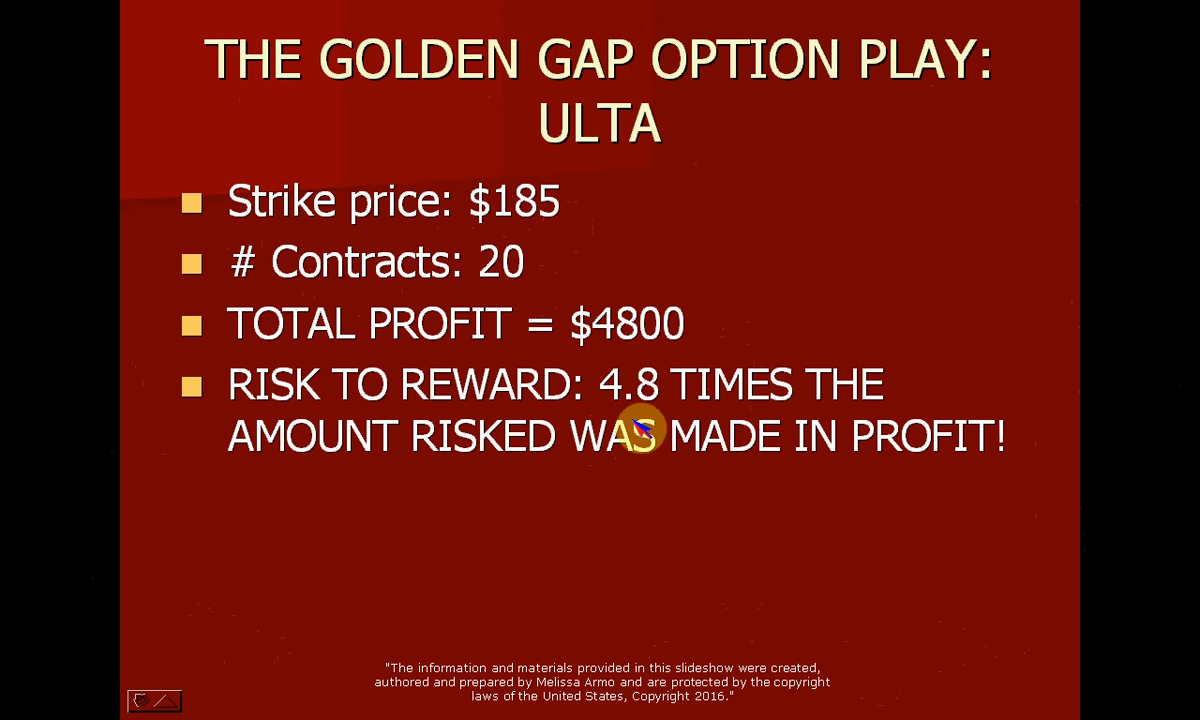 THE GOLDEN GAP OPTION PLAY:
ULTA
Strike price: $185
# Contracts: 20
TOTAL PROFIT = $4800
RISK TO REWARD: 4.8 TIMES THE
AMOUNT RISKED WAS MADE IN PROFIT!
"The information and materials provided in this slideshow were created,
authored and prepared by Melissa Armo and are protected by the copyright
laws of the United States, Copyright 2016."